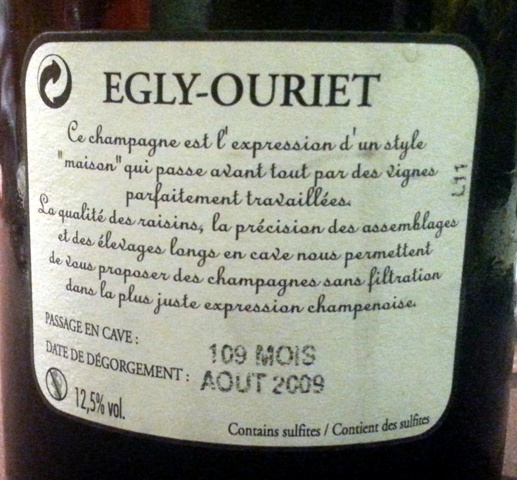 EGLY-OURIET
Ce champagne est l'expression d'un style
"maison" qui passe avant tout par des vignes
parfaitement travaillées.
La qualité des raisins, la précision des assemblages
et des élevages longs en cave nous permettent
de vous proposer des champagnes sans filtration
dans la plus juste expression champenoise.
PASSAGE EN CAVE : 109 MOIS
DATE DE DÉGORGEMENT : AOUT 2009
12,5% vol.
Contains sulfites / Contient des sulfites
L11